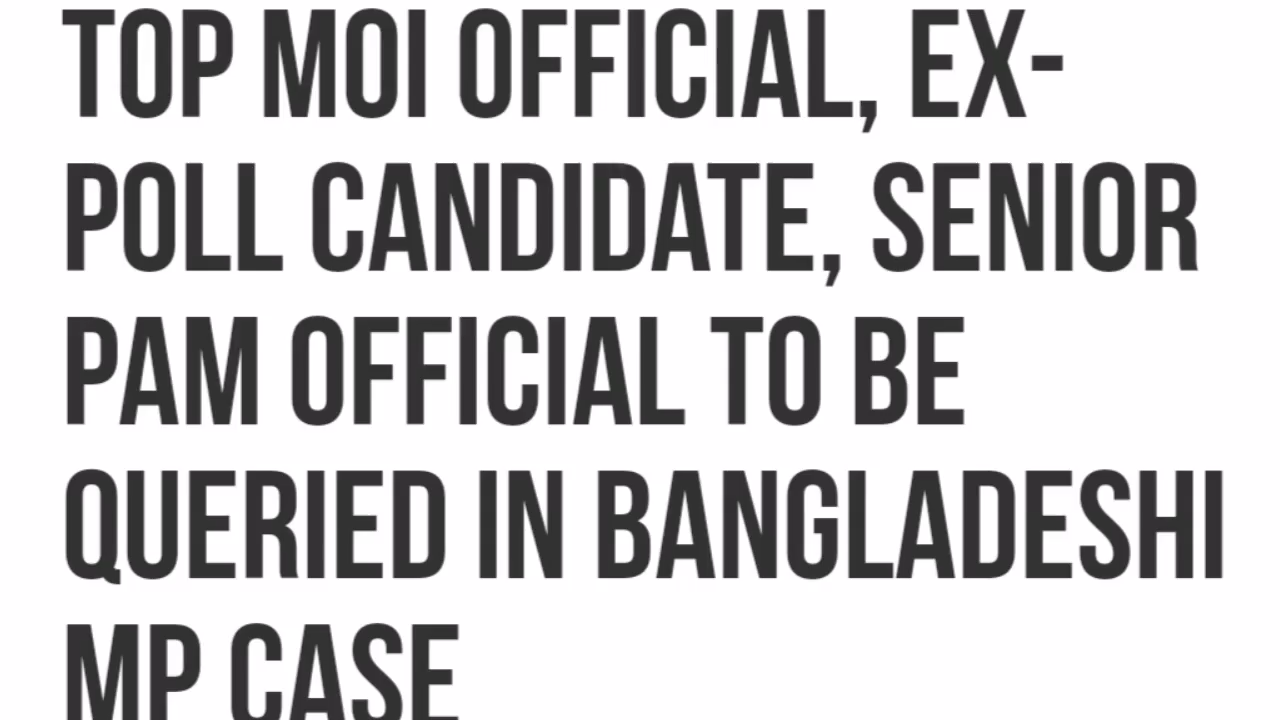 TOP MOI OFFICIAL, EX-
POLL CANDIDATE, SENIOR
PAM OFFICIAL TO BE
QUERIED IN BANGLADESHI
MP CASE